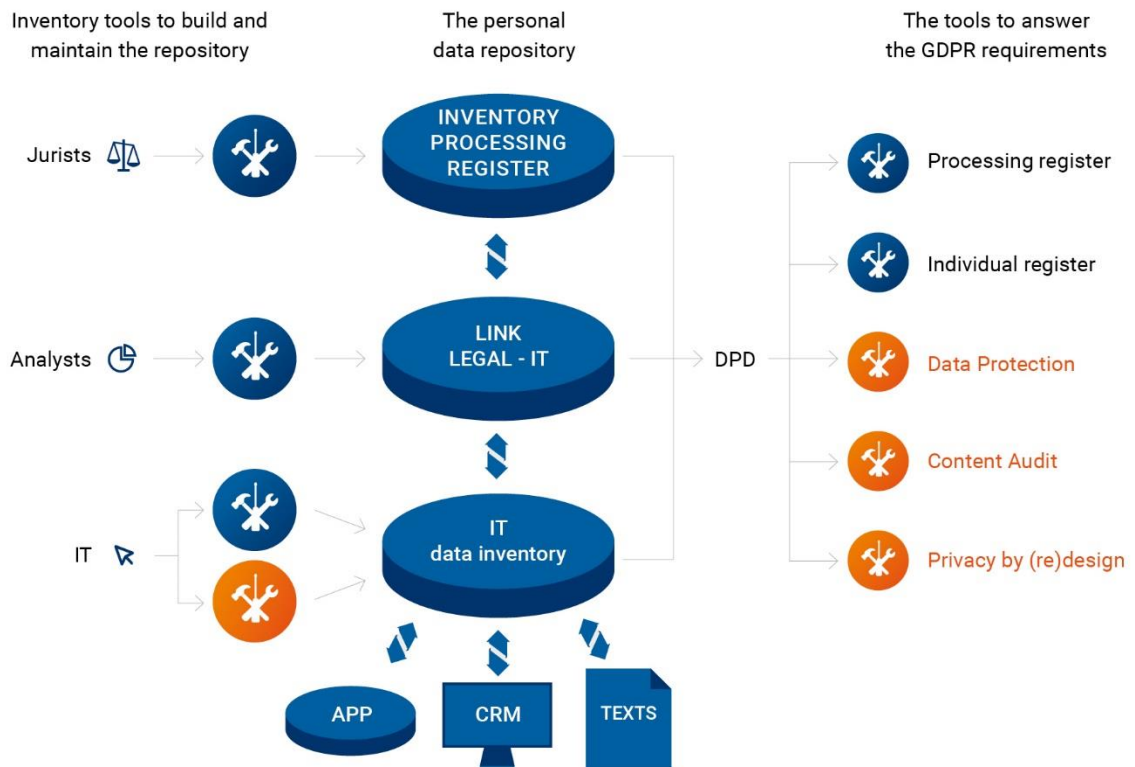 Inventory tools to build and
maintain the repository
The personal
data repository
The tools to answer
the GDPR requirements
Jurists
INVENTORY
PROCESSING
REGISTER
Processing register
Individual register
Analysts
LINK
LEGAL - IT
DPD
Data Protection
Content Audit
IT
IT
data inventory
Privacy by (re)design
APP
CRM
TEXTS